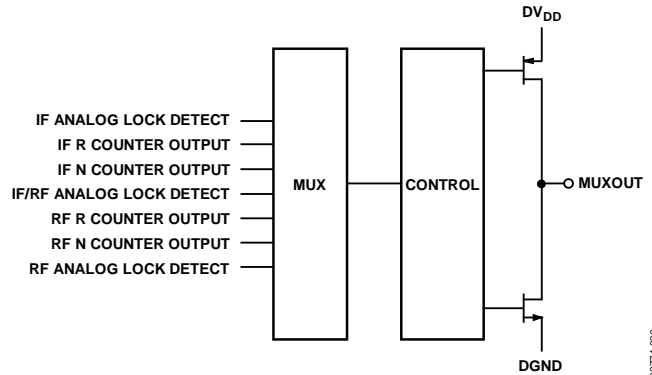 DVDD
IF ANALOG LOCK DETECT
IF R COUNTER OUTPUT
IF N COUNTER OUTPUT
IF/RF ANALOG LOCK DETECT
RF R COUNTER OUTPUT
RF N COUNTER OUTPUT
RF ANALOG LOCK DETECT
MUX
CONTROL
MUXOUT
DGND